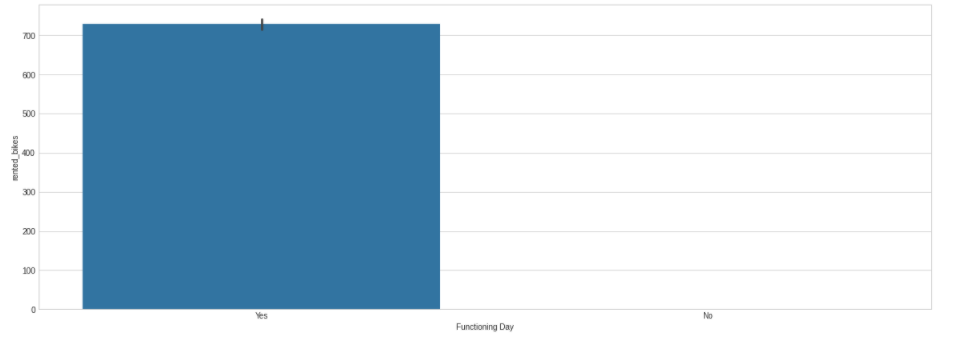 700
600
500
400
300
200
100
0
rented_bikes
Yes
No
Functioning Day